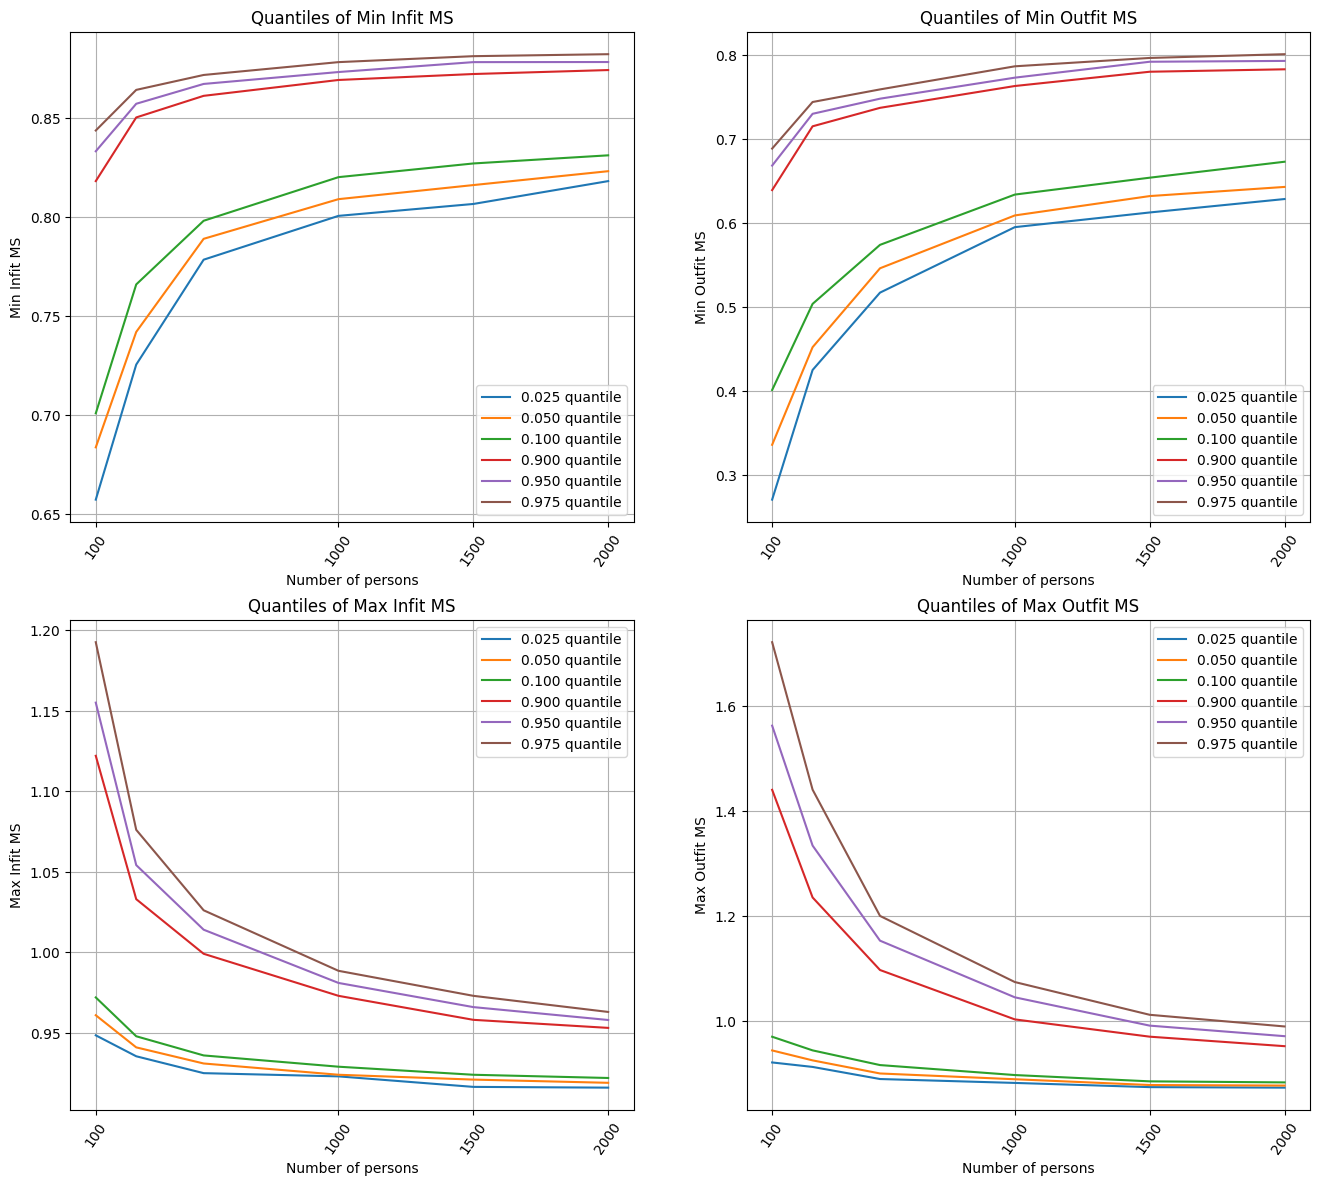 Quantiles of Min Infit MS
Min Infit MS
0.85
0.80
0.75
0.70
0.65
0.025 quantile
0.050 quantile
0.100 quantile
0.900 quantile
0.950 quantile
0.975 quantile
100
1000
1500
2000
Number of persons
Quantiles of Min Outfit MS
Min Outfit MS
0.8
0.7
0.6
0.5
0.4
0.3
0.025 quantile
0.050 quantile
0.100 quantile
0.900 quantile
0.950 quantile
0.975 quantile
100
1000
1500
2000
Number of persons
Quantiles of Max Infit MS
Max Infit MS
1.20
1.15
1.10
1.05
1.00
0.95
0.025 quantile
0.050 quantile
0.100 quantile
0.900 quantile
0.950 quantile
0.975 quantile
100
1000
1500
2000
Number of persons
Quantiles of Max Outfit MS
Max Outfit MS
1.6
1.4
1.2
1.0
0.025 quantile
0.050 quantile
0.100 quantile
0.900 quantile
0.950 quantile
0.975 quantile
100
1000
1500
2000
Number of persons